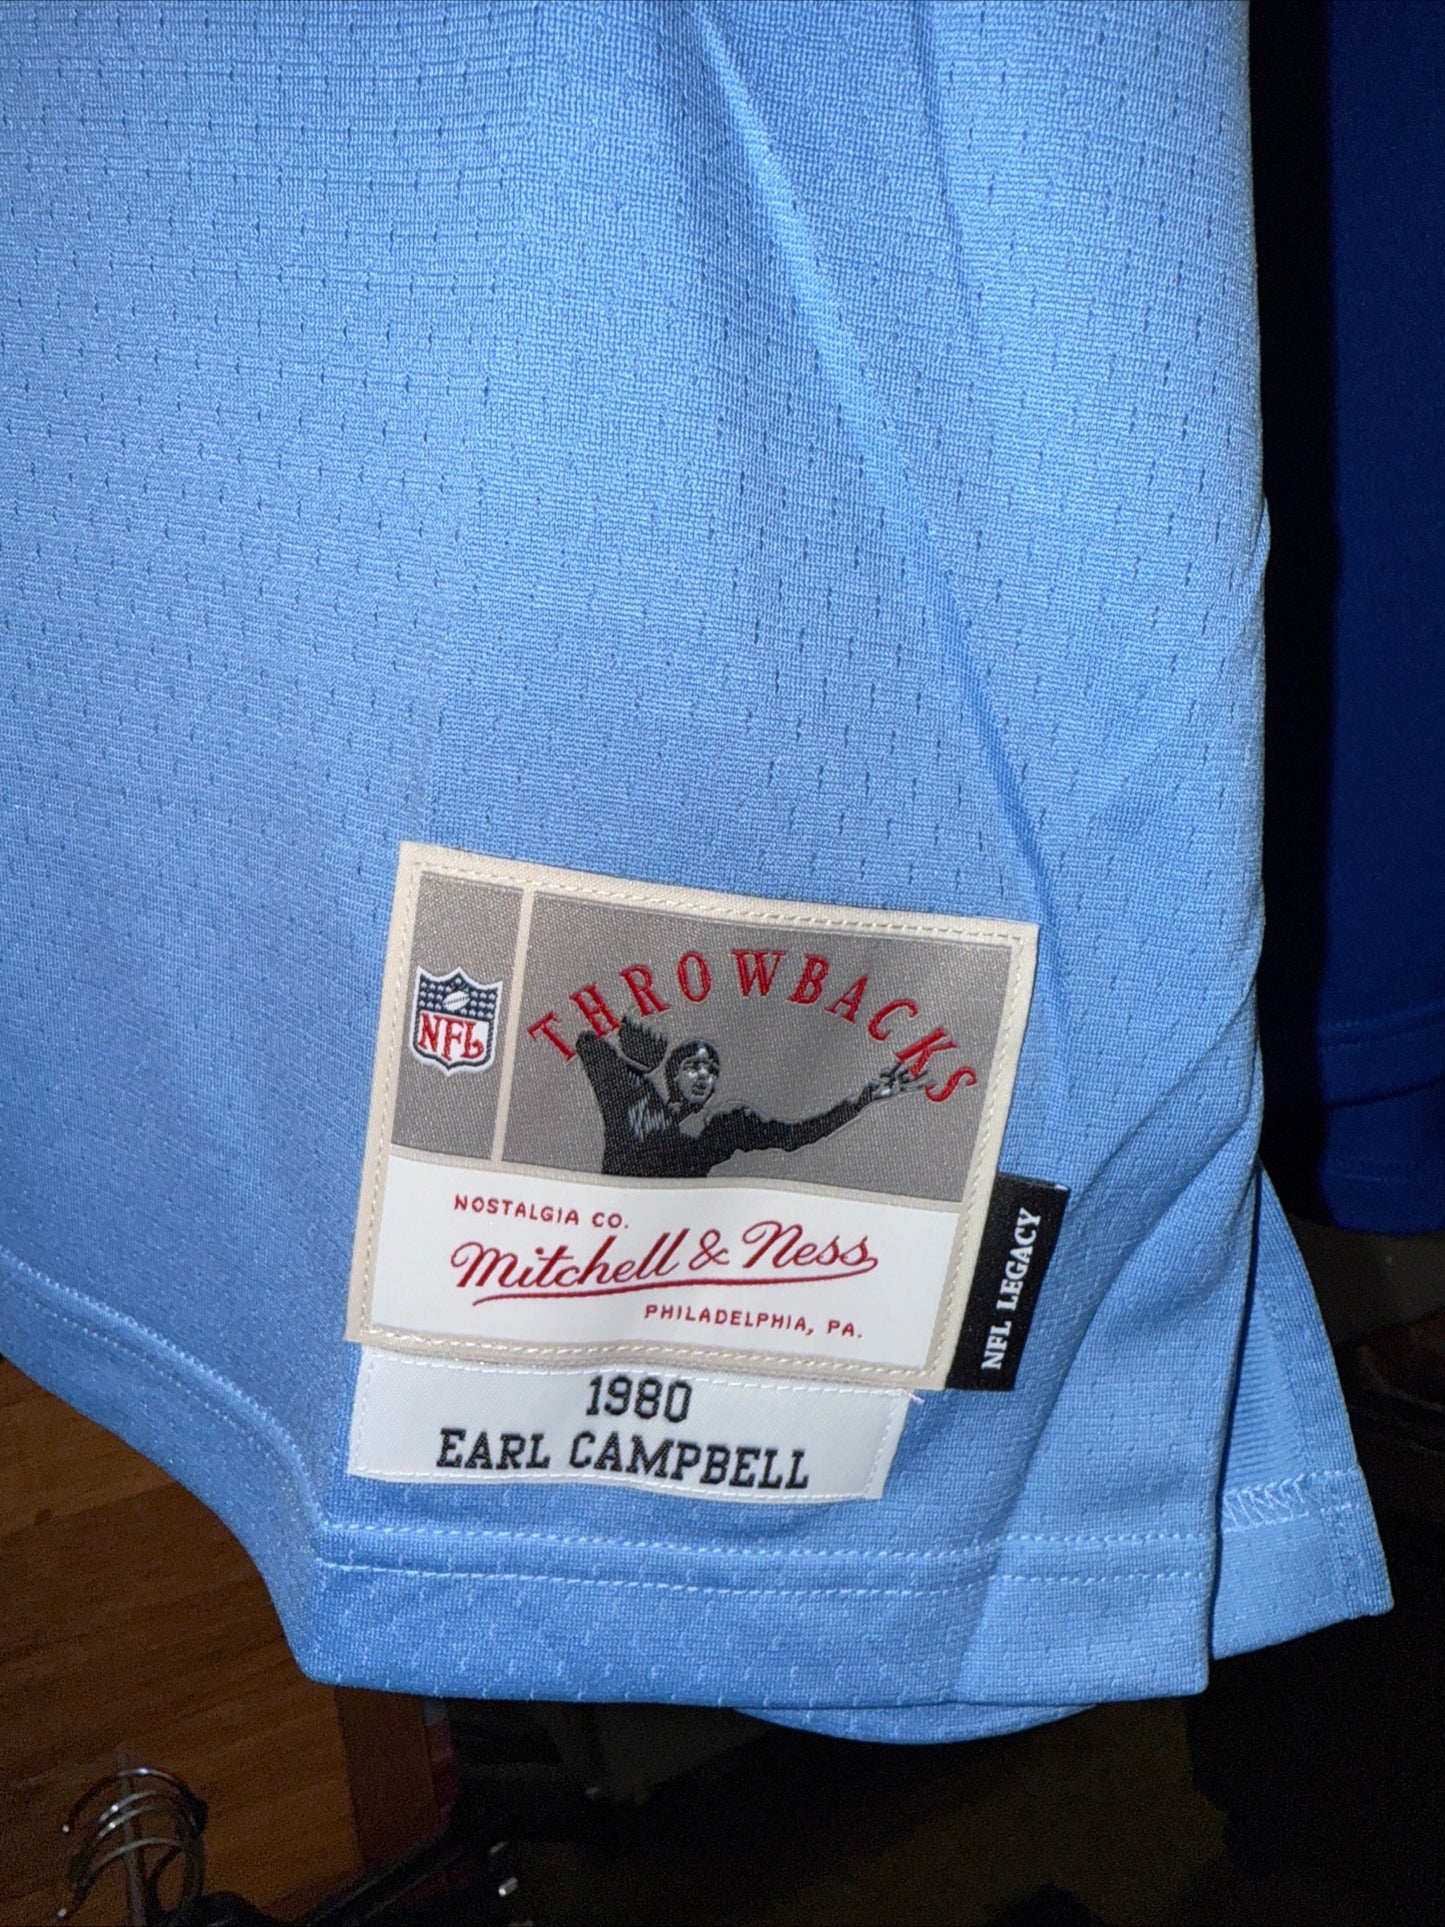 THROWBACKS
NFL
NOSTALGIA CO.
Mitchell & Ness
PHILADELPHIA, PA.
NFL LEGACY
1980
EARL CAMPBELL